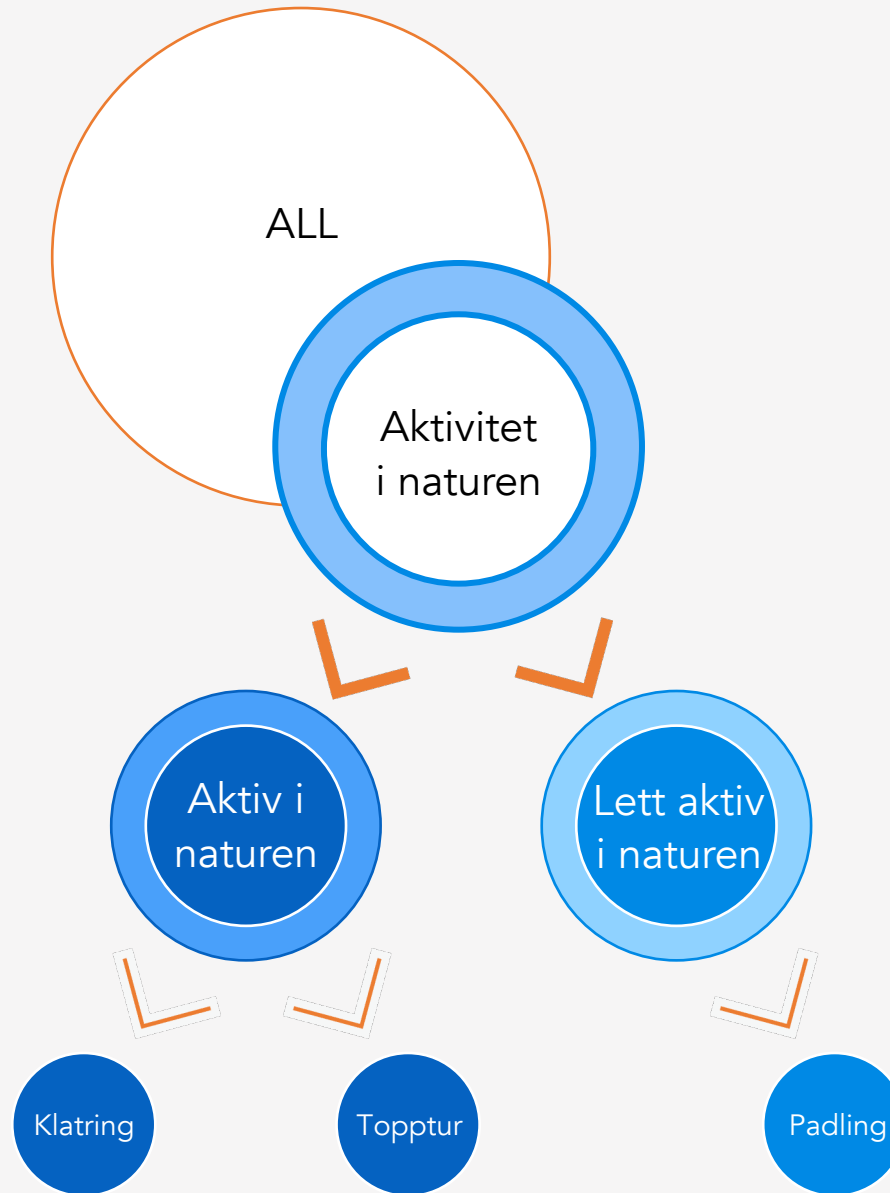 ALL
Aktivitet
i naturen
Aktiv i
naturen
Lett aktiv
i naturen
Klatring
Topptur
Padling